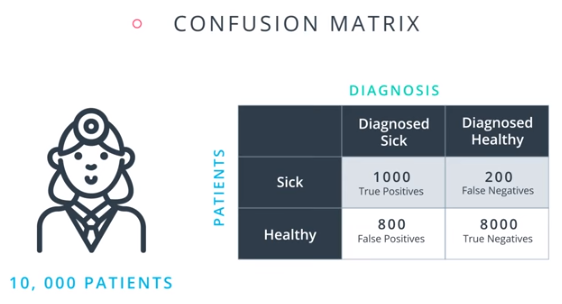 CONFUSION MATRIX
DIAGNOSIS
Diagnosed Sick
Diagnosed Healthy
PATIENTS
Sick
1000
True Positives
200
False Negatives
Healthy
800
False Positives
8000
True Negatives
10, 000 PATIENTS